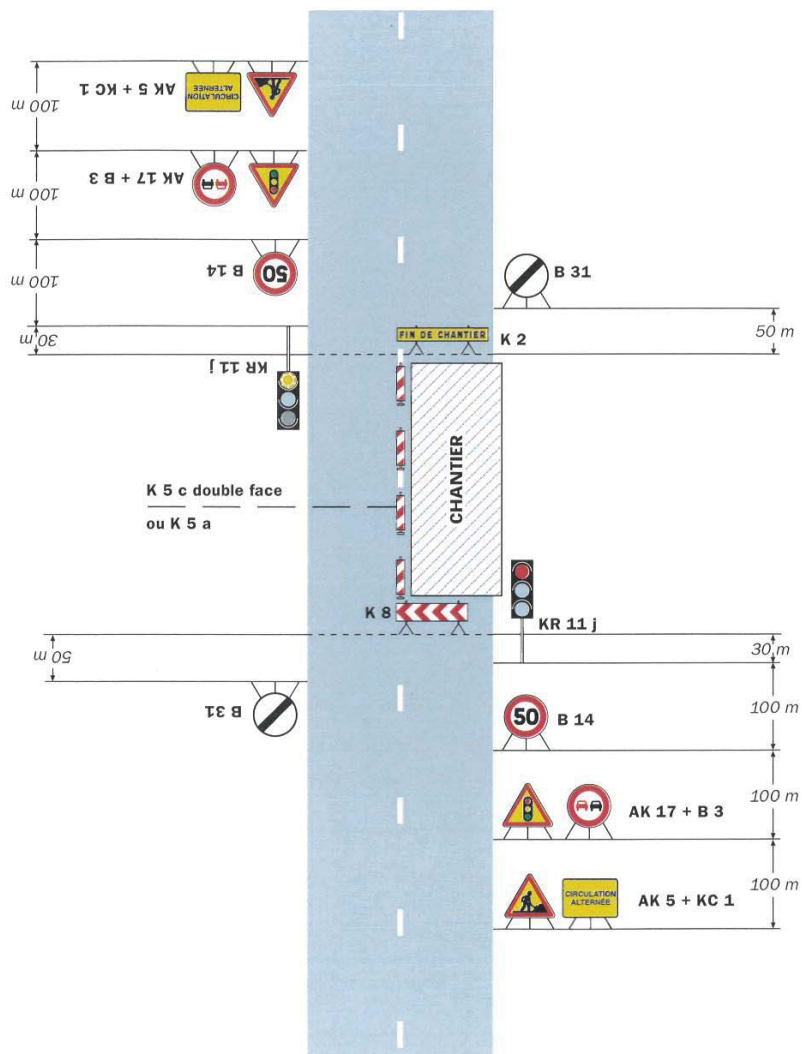 AK 5 + KC 1
CIRCULATION
ALTERNÉE
100 m
AK 17 + B 3
100 m
B 14
50
100 m
30 m
KR 11 j
B 31
50 m
FIN DE CHANTIER
K 2
CHANTIER
K 5 c double face
ou K 5 a
K 8
KR 11 j
30 m
50 m
B 31
50
B 14
100 m
AK 17 + B 3
100 m
CIRCULATION
ALTERNÉE
AK 5 + KC 1
100 m